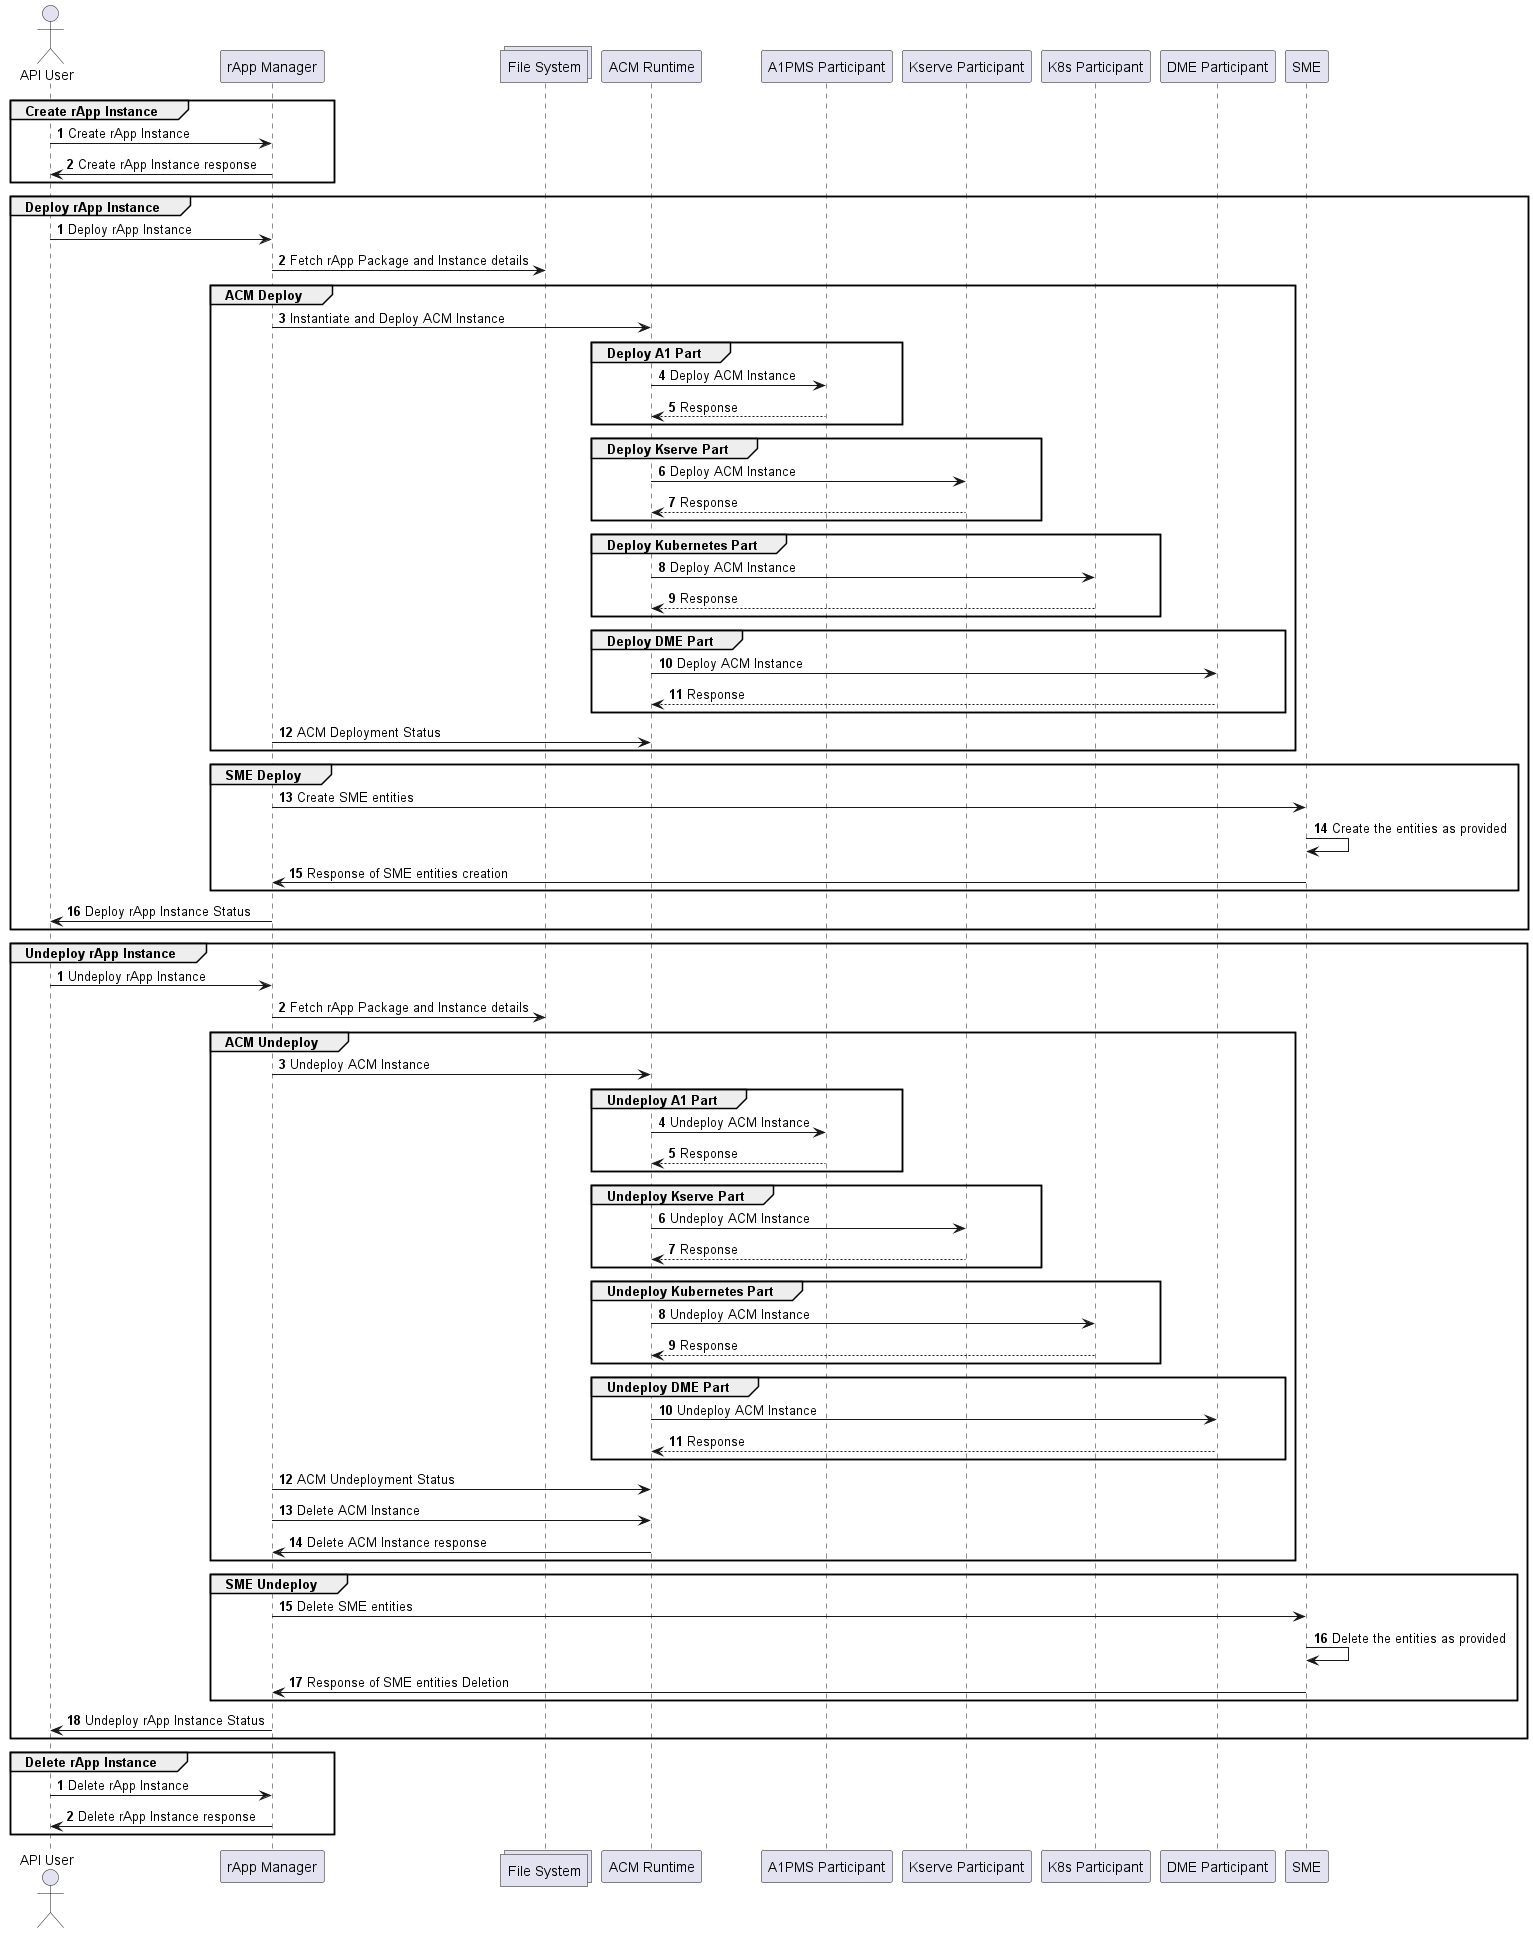 API User
rApp Manager
File System
ACM Runtime
A1PMS Participant
Kserve Participant
K8s Participant
DME Participant
SME
Create rApp Instance
1 Create rApp Instance
2 Create rApp Instance response
Deploy rApp Instance
1 Deploy rApp Instance
2 Fetch rApp Package and Instance details
ACM Deploy
3 Instantiate and Deploy ACM Instance
Deploy A1 Part
4 Deploy ACM Instance
5 Response
Deploy Kserve Part
6 Deploy ACM Instance
7 Response
Deploy Kubernetes Part
8 Deploy ACM Instance
9 Response
Deploy DME Part
10 Deploy ACM Instance
11 Response
12 ACM Deployment Status
SME Deploy
13 Create SME entities
14 Create the entities as provided
15 Response of SME entities creation
16 Deploy rApp Instance Status
Undeploy rApp Instance
1 Undeploy rApp Instance
2 Fetch rApp Package and Instance details
ACM Undeploy
3 Undeploy ACM Instance
Undeploy A1 Part
4 Undeploy ACM Instance
5 Response
Undeploy Kserve Part
6 Undeploy ACM Instance
7 Response
Undeploy Kubernetes Part
8 Undeploy ACM Instance
9 Response
Undeploy DME Part
10 Undeploy ACM Instance
11 Response
12 ACM Undeployment Status
13 Delete ACM Instance
14 Delete ACM Instance response
SME Undeploy
15 Delete SME entities
16 Delete the entities as provided
17 Response of SME entities Deletion
18 Undeploy rApp Instance Status
Delete rApp Instance
1 Delete rApp Instance
2 Delete rApp Instance response
API User
rApp Manager
File System
ACM Runtime
A1PMS Participant
Kserve Participant
K8s Participant
DME Participant
SME